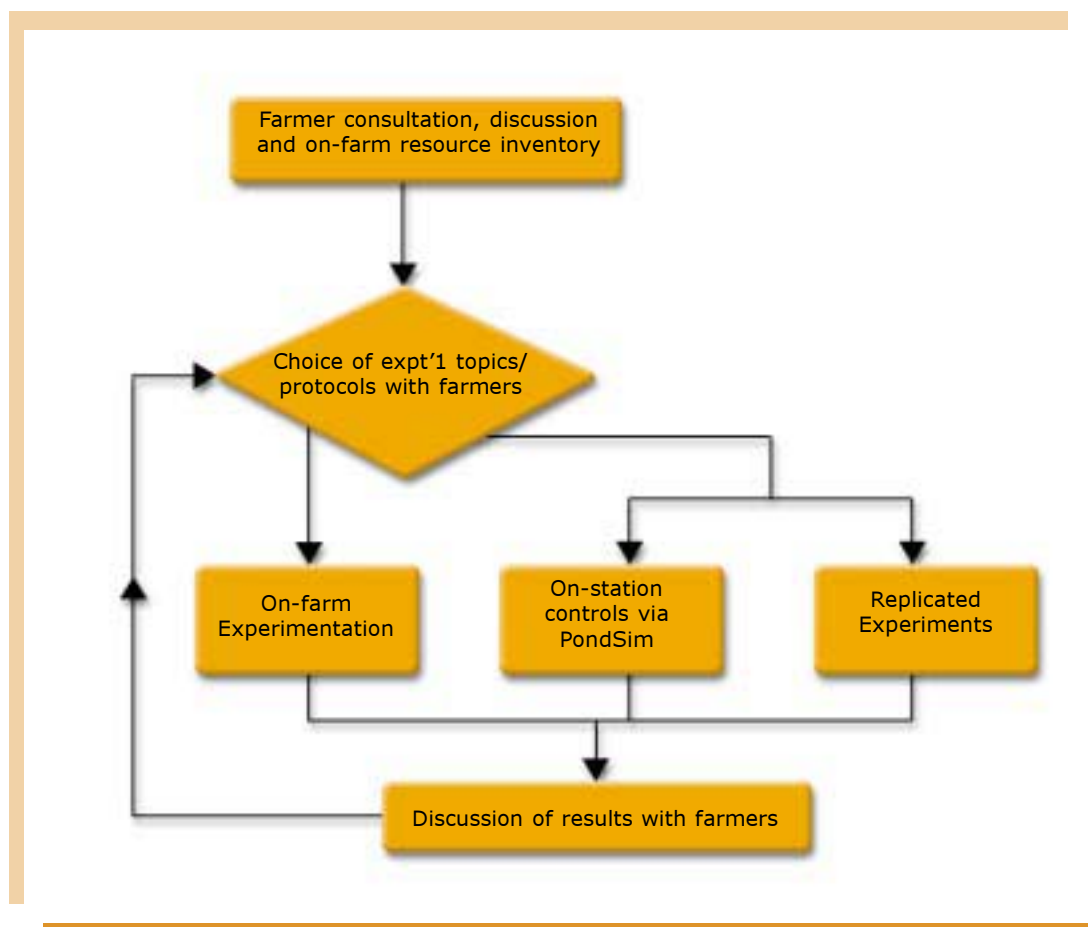 Farmer consultation, discussion
and on-farm resource inventory
Choice of expt’1 topics/
protocols with farmers
On-farm
Experimentation
On-station
controls via
PondSim
Replicated
Experiments
Discussion of results with farmers